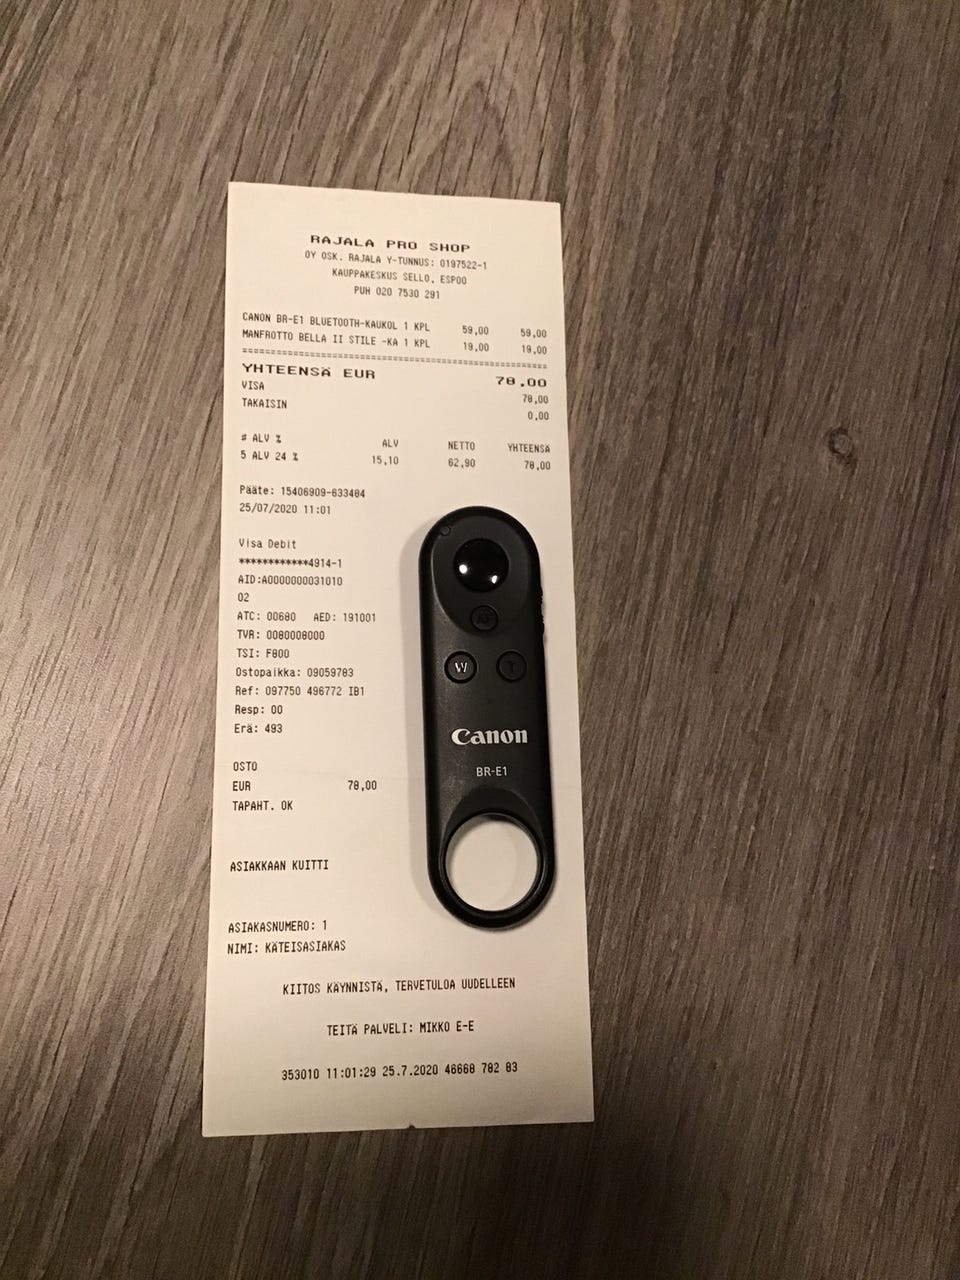 RAJALA PRO SHOP
OY OSK. RAJALA Y-TUNNUS: 0197522-1
KAUPPAKESKUS SELLO, ESPOO
PUH 020 7530 291
CANON BR-E1 BLUETOOTH-KAUKOL 1 KPL 59,00 59,00
MANFROTTO BELLA II STILE -KA 1 KPL 19,00 19,00
================================================
YHTEENSÄ EUR 78.00
VISA 78,00
TAKAISIN 0,00
# ALV % ALV NETTO YHTEENSÄ
5 ALV 24 % 15,10 62,90 78,00
Pääte: 15406909-633484
25/07/2020 11:01
Visa Debit
************4914-1
AID:A0000000031010
02
ATC: 00680 AED: 191001
TVR: 0080008000
TSI: F800
Ostopaikka: 09059783
Ref: 097750 496772 IB1
Resp: 00
Erä: 493
OSTO
EUR 78,00
TAPAHT. OK
ASIAKKAAN KUITTI
ASIAKASNUMERO: 1
NIMI: KÄTEISASIAKAS
KIITOS KÄYNNISTÄ, TERVETULOA UUDELLEEN
TEITÄ PALVELI: MIKKO E-E
353010 11:01:29 25.7.2020 46668 782 83
AF
W T
Canon
BR-E1